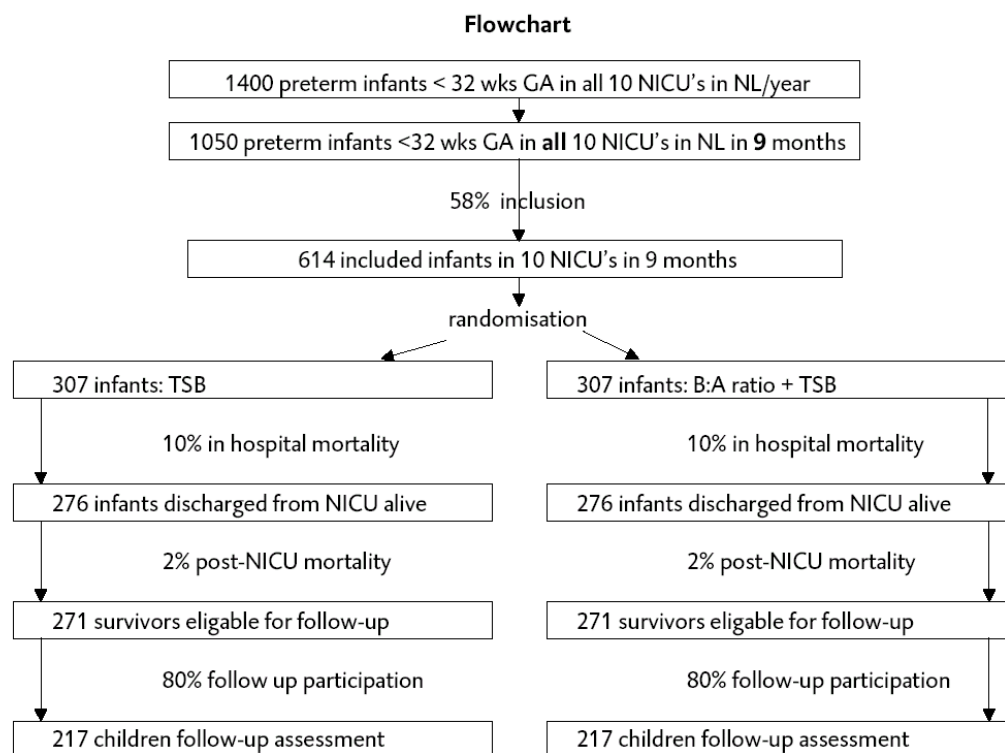 Flowchart
1400 preterm infants < 32 wks GA in all 10 NICU's in NL/year
1050 preterm infants <32 wks GA in all 10 NICU's in NL in 9 months
58% inclusion
614 included infants in 10 NICU's in 9 months
randomisation
307 infants: TSB
307 infants: B:A ratio + TSB
10% in hospital mortality
10% in hospital mortality
276 infants discharged from NICU alive
276 infants discharged from NICU alive
2% post-NICU mortality
2% post-NICU mortality
271 survivors eligable for follow-up
271 survivors eligable for follow-up
80% follow up participation
80% follow-up participation
217 children follow-up assessment
217 children follow-up assessment